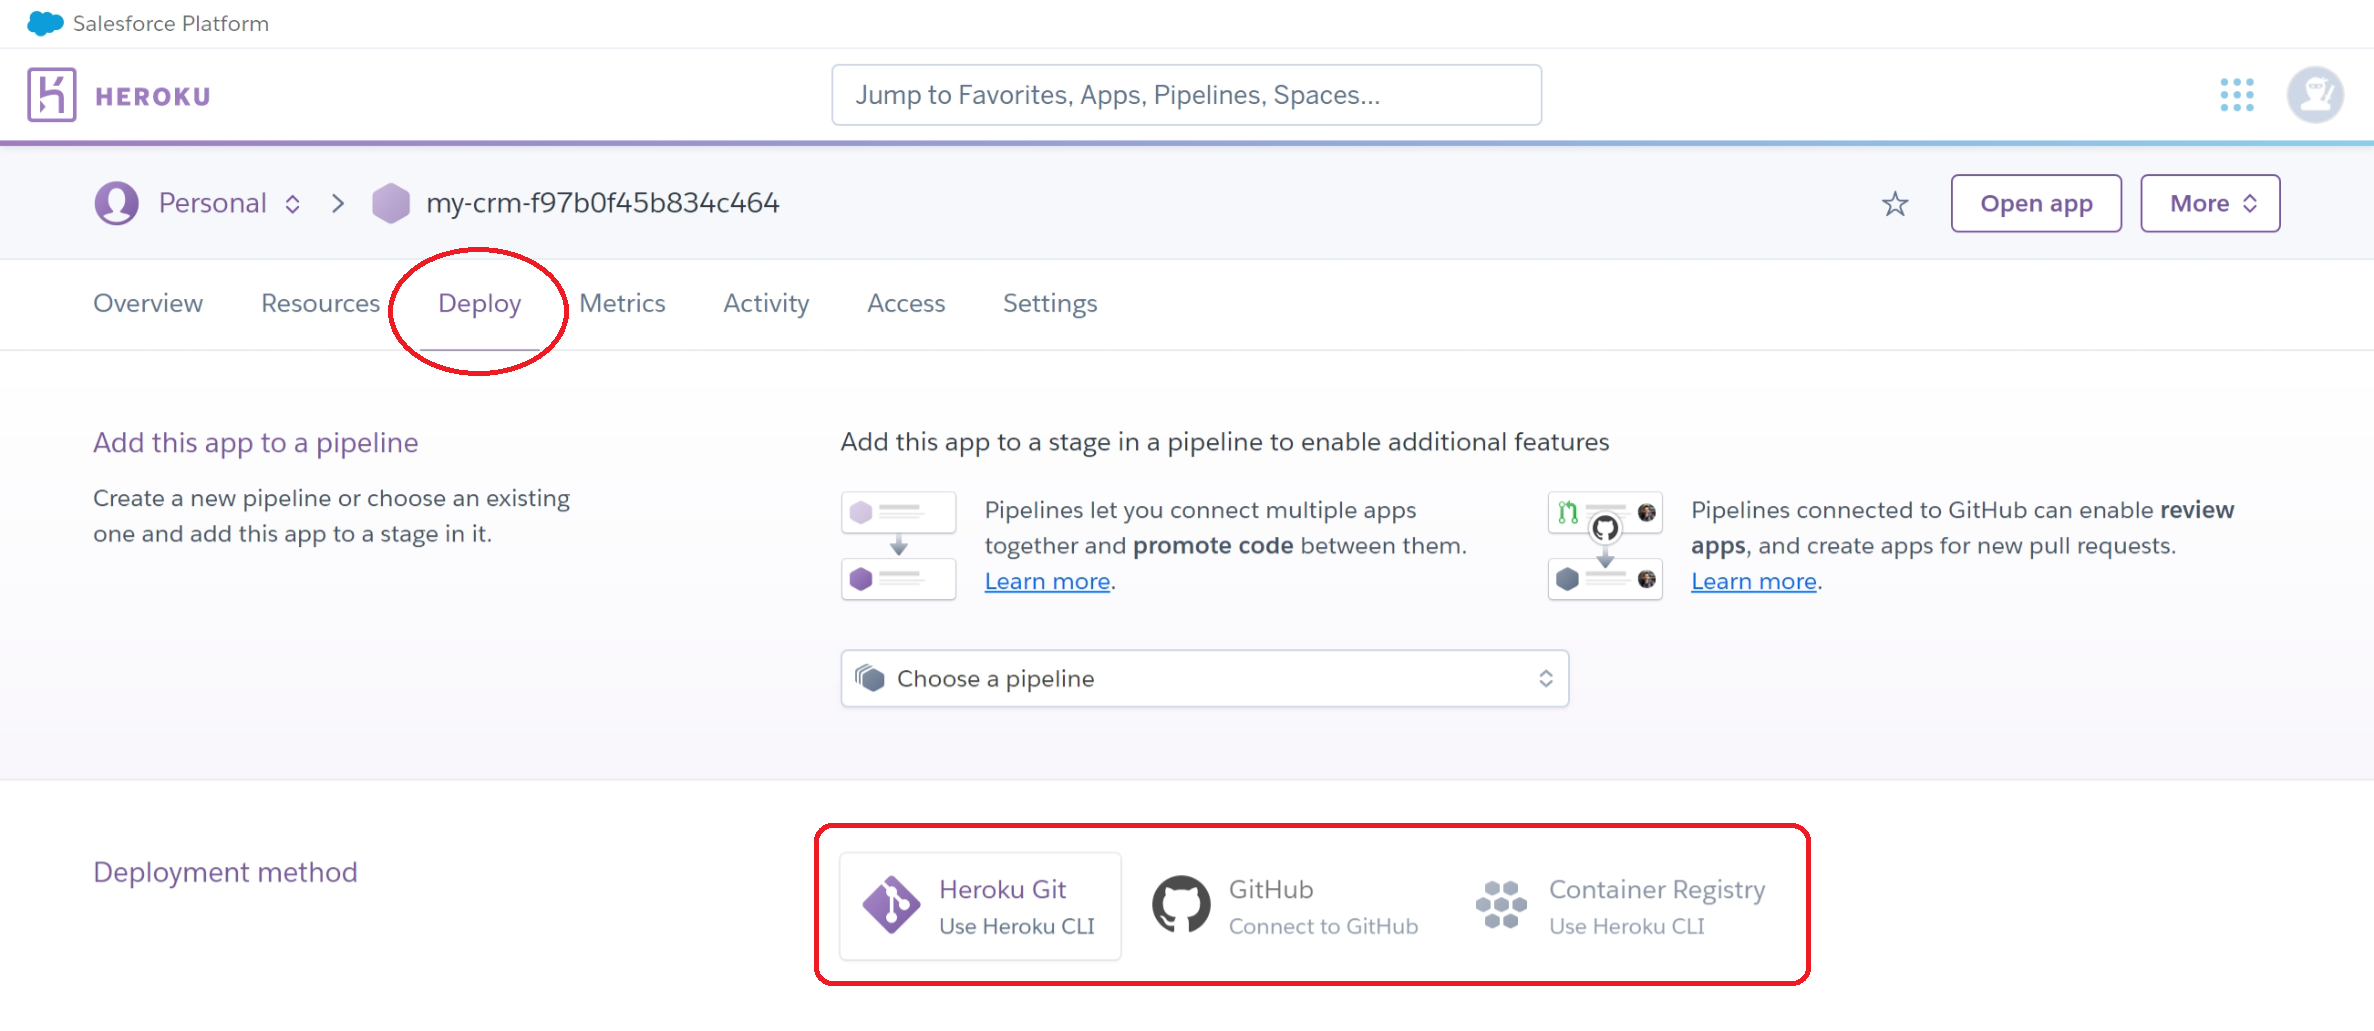 Salesforce Platform
HEROKU
Jump to Favorites, Apps, Pipelines, Spaces...
Personal
my-crm-f97b0f45b834c464
Open app
More
Overview
Resources
Deploy
Metrics
Activity
Access
Settings
Add this app to a pipeline
Create a new pipeline or choose an existing
one and add this app to a stage in it.
Add this app to a stage in a pipeline to enable additional features
Pipelines let you connect multiple apps
together and promote code between them.
Learn more.
Pipelines connected to GitHub can enable review
apps, and create apps for new pull requests.
Learn more.
Choose a pipeline
Deployment method
Heroku Git
Use Heroku CLI
GitHub
Connect to GitHub
Container Registry
Use Heroku CLI